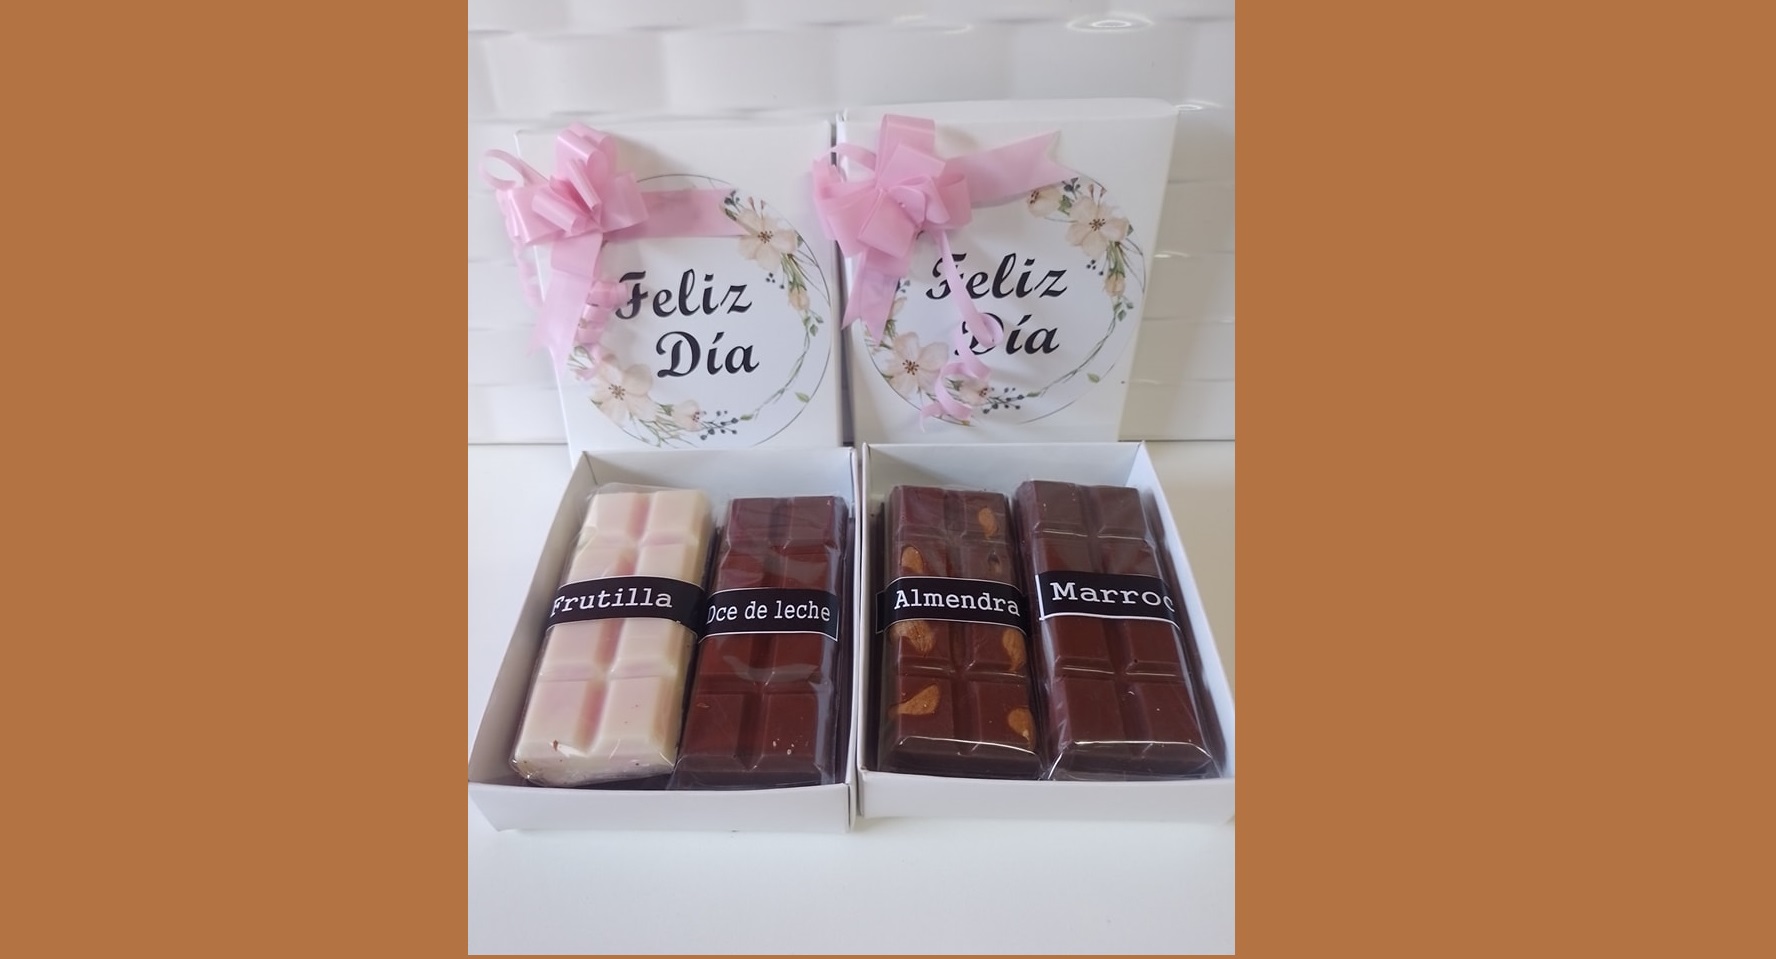 Feliz
Día
Feliz
Día
Frutilla
Dce de leche
Almendra
Marroc